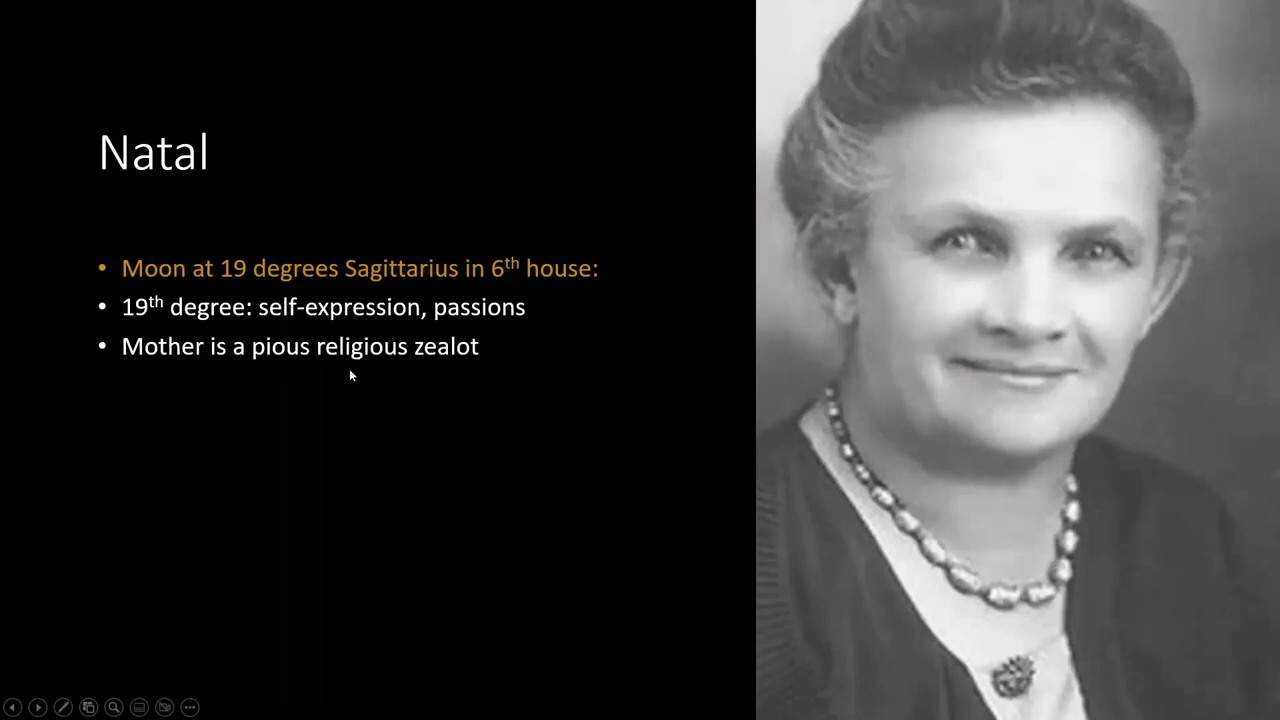 Natal
• Moon at 19 degrees Sagittarius in 6th house:
• 19th degree: self-expression, passions
• Mother is a pious religious zealot